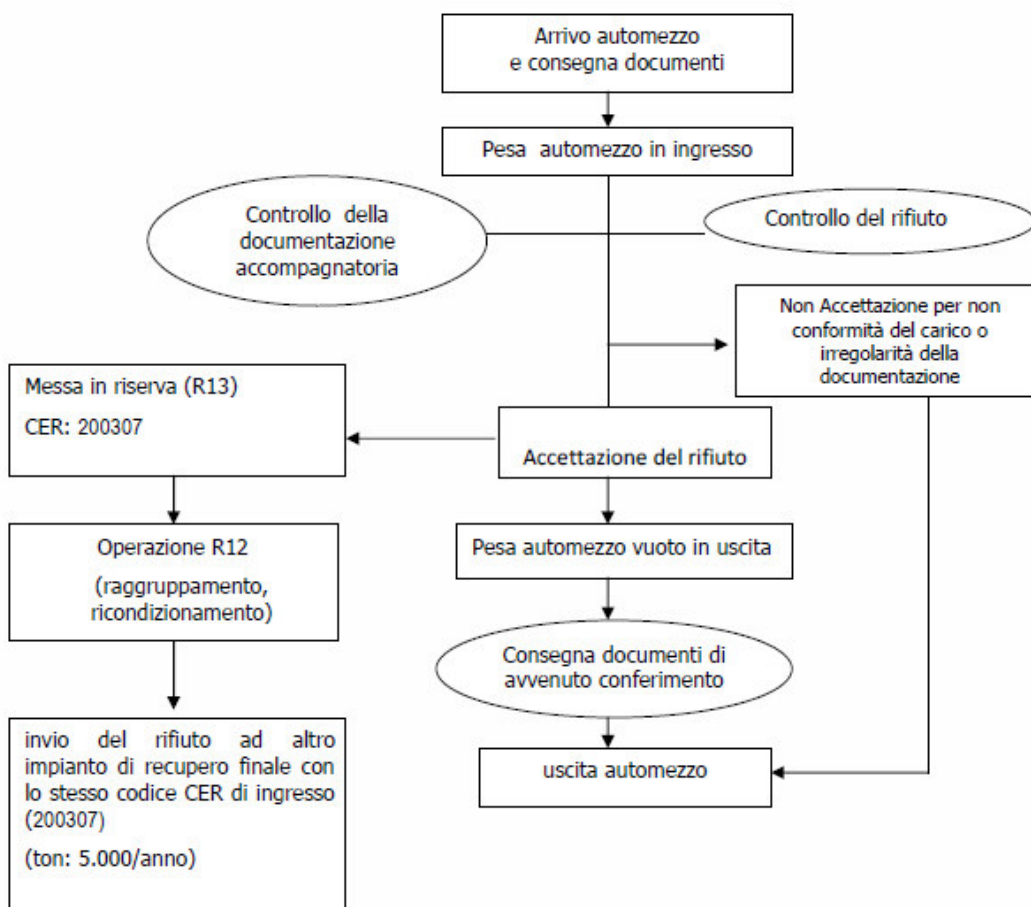 Arrivo automezzo
e consegna documenti
Pesa automezzo in ingresso
Controllo della
documentazione
accompagnatoria
Controllo del rifiuto
Non Accettazione per non
conformità del carico o
irregolarità della
documentazione
Messa in riserva (R13)
CER: 200307
Accettazione del rifiuto
Operazione R12
(raggruppamento,
ricondizionamento)
Pesa automezzo vuoto in uscita
Consegna documenti di
avvenuto conferimento
invio del rifiuto ad altro
impianto di recupero finale con
lo stesso codice CER di ingresso
(200307)
(ton: 5.000/anno)
uscita automezzo